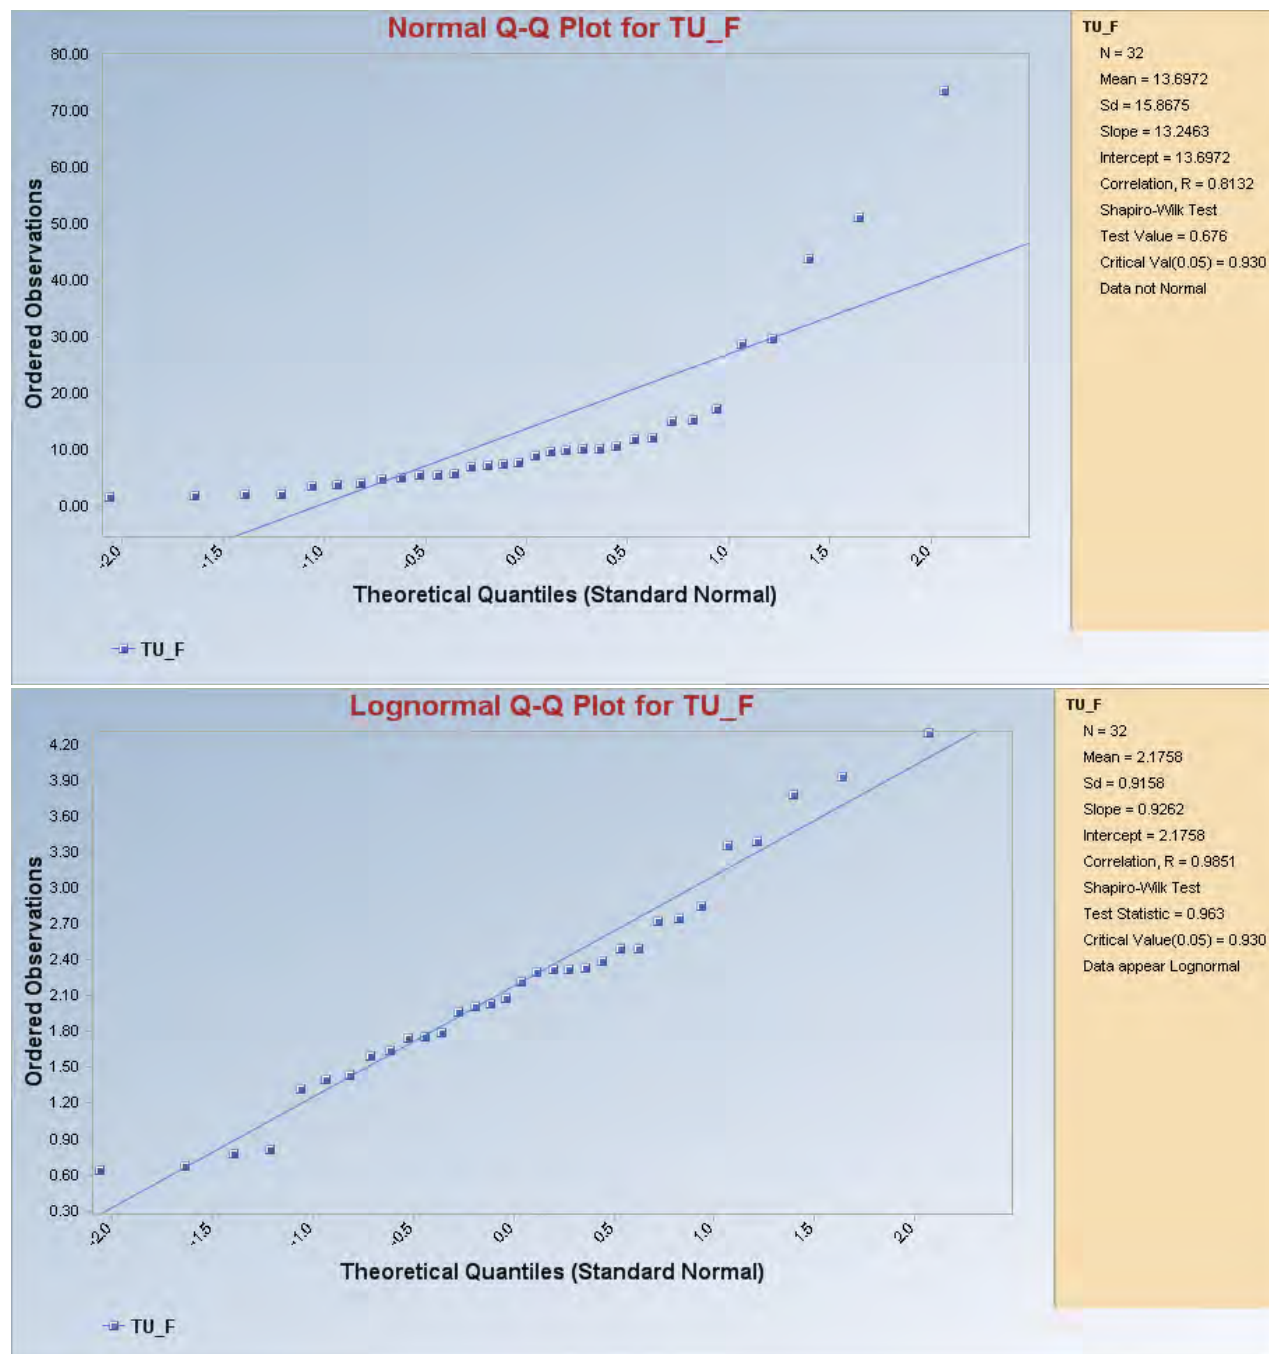 Normal Q-Q Plot for TU_F
80.00
70.00
60.00
50.00
40.00
30.00
20.00
10.00
0.00
Ordered Observations
-2.0 -1.5 -1.0 -0.5 0.0 0.5 1.0 1.5 2.0
Theoretical Quantiles (Standard Normal)
TU_F
TU_F
N = 32
Mean = 13.6972
Sd = 15.8675
Slope = 13.2463
Intercept = 13.6972
Correlation, R = 0.8132
Shapiro-Wilk Test
Test Value = 0.676
Critical Val(0.05) = 0.930
Data not Normal
Lognormal Q-Q Plot for TU_F
4.20
3.90
3.60
3.30
3.00
2.70
2.40
2.10
1.80
1.50
1.20
0.90
0.60
0.30
Ordered Observations
-2.0 -1.5 -1.0 -0.5 0.0 0.5 1.0 1.5 2.0
Theoretical Quantiles (Standard Normal)
TU_F
TU_F
N = 32
Mean = 2.1758
Sd = 0.9158
Slope = 0.9262
Intercept = 2.1758
Correlation, R = 0.9851
Shapiro-Wilk Test
Test Statistic = 0.963
Critical Value(0.05) = 0.930
Data appear Lognormal